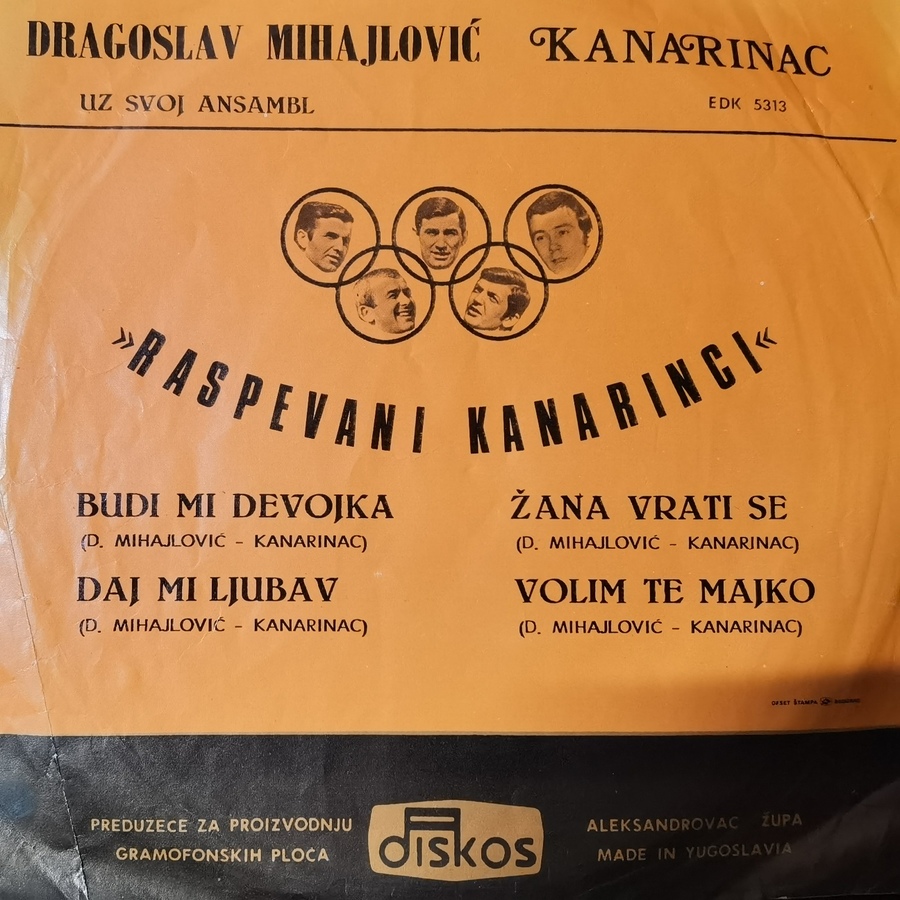 DRAGOSLAV MIHAJLOVIĆ KANARINAC
UZ SVOJ ANSAMBL
EDK 5313
»RASPEVANI KANARINCI«
BUDI MI DEVOJKA
(D. MIHAJLOVIĆ - KANARINAC)
DAJ MI LJUBAV
(D. MIHAJLOVIĆ - KANARINAC)
ŽANA VRATI SE
(D. MIHAJLOVIĆ - KANARINAC)
VOLIM TE MAJKO
(D. MIHAJLOVIĆ - KANARINAC)
OFSET ŠTAMPA
PREDUZECE ZA PROIZVODNJU
GRAMOFONSKIH PLOČA
diskos
ALEKSANDROVAC ŽUPA
MADE IN YUGOSLAVIA